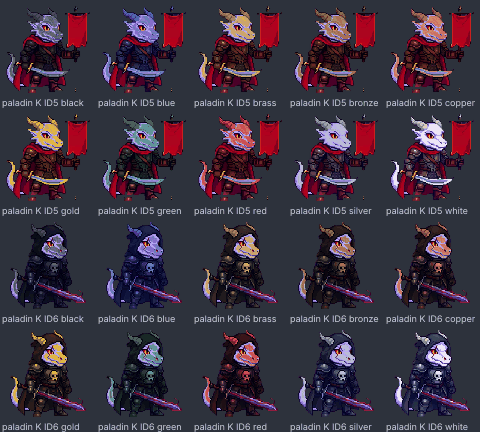 paladin K ID5 black
paladin K ID5 blue
paladin K ID5 brass
paladin K ID5 bronze
paladin K ID5 copper
paladin K ID5 gold
paladin K ID5 green
paladin K ID5 red
paladin K ID5 silver
paladin K ID5 white
paladin K ID6 black
paladin K ID6 blue
paladin K ID6 brass
paladin K ID6 bronze
paladin K ID6 copper
paladin K ID6 gold
paladin K ID6 green
paladin K ID6 red
paladin K ID6 silver
paladin K ID6 white